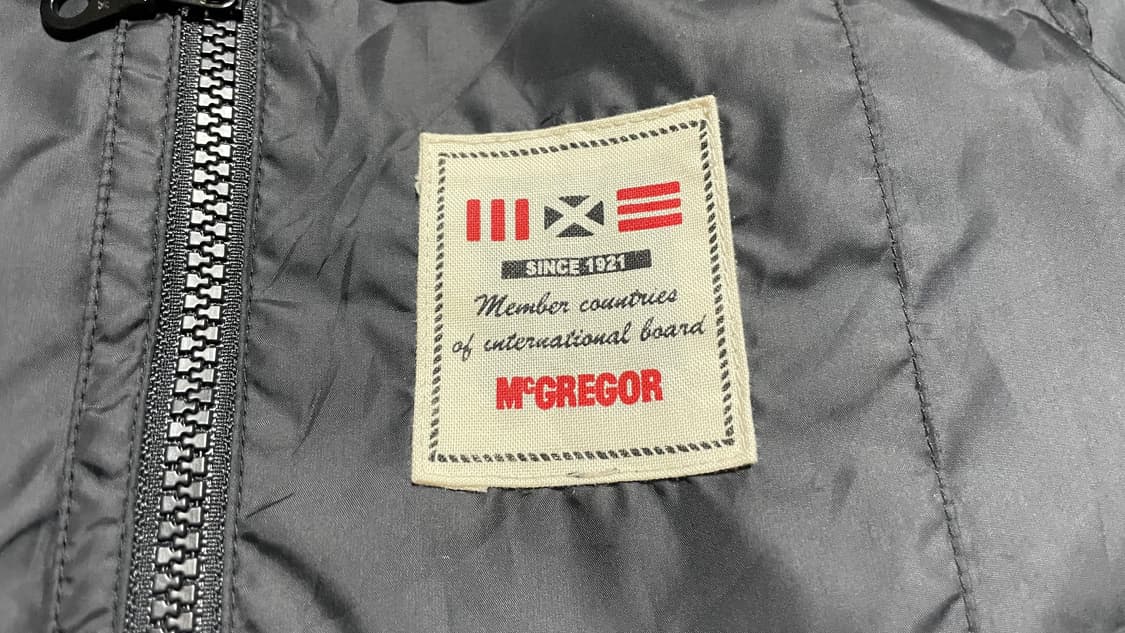 SINCE 1921
Member countries
of international board
McGREGOR